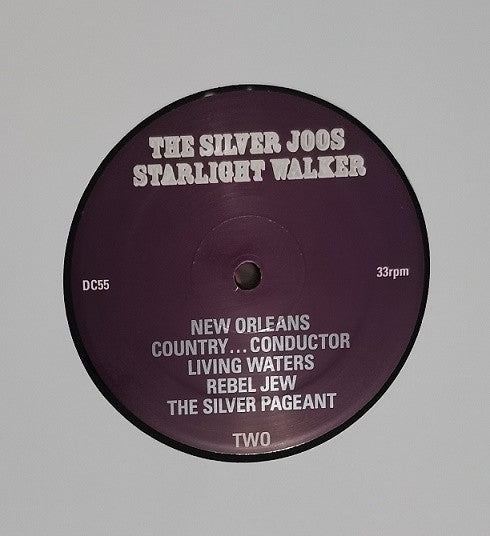 THE SILVER JOOS
STARLIGHT WALKER
DC55
33rpm
NEW ORLEANS
COUNTRY... CONDUCTOR
LIVING WATERS
REBEL JEW
THE SILVER PAGEANT
TWO